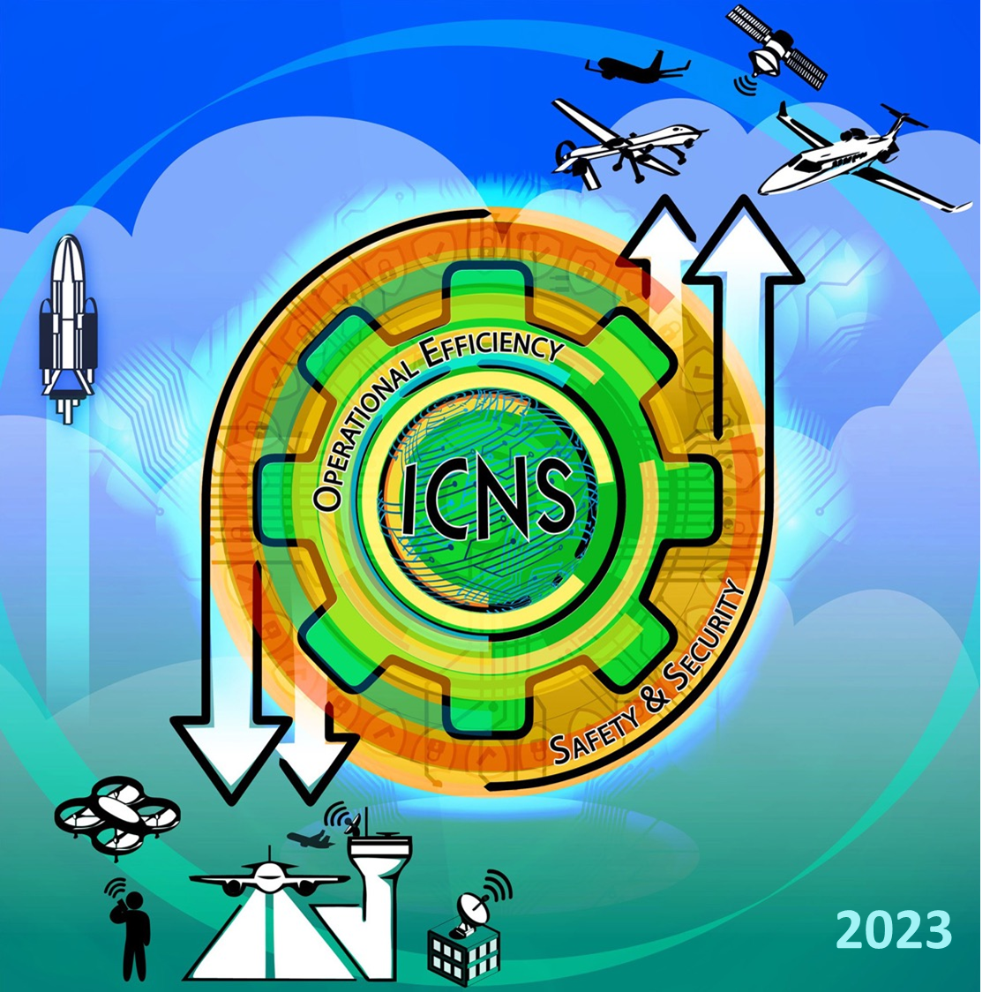 OPERATIONAL EFFICIENCY
ICNS
SAFETY & SECURITY
2023